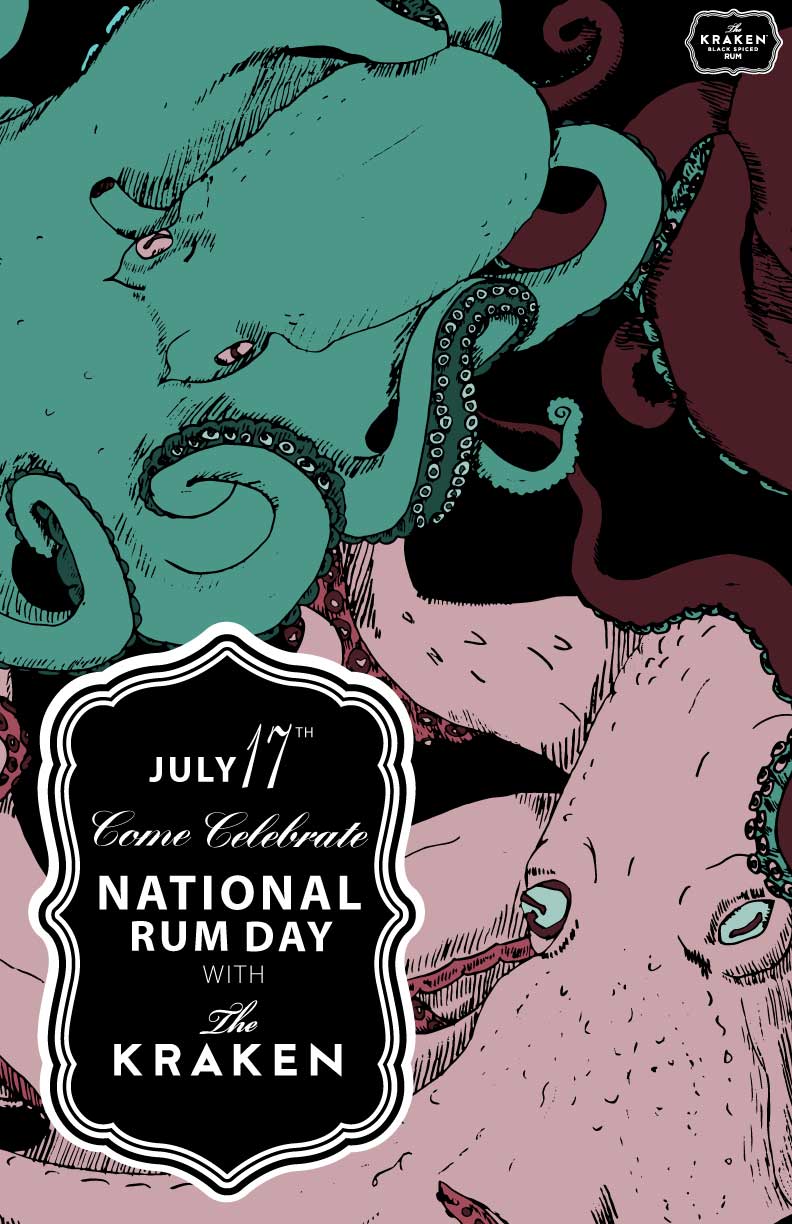 The
KRAKEN
BLACK SPICED
RUM
JULY 17TH
Come Celebrate
NATIONAL
RUM DAY
WITH
The
KRAKEN